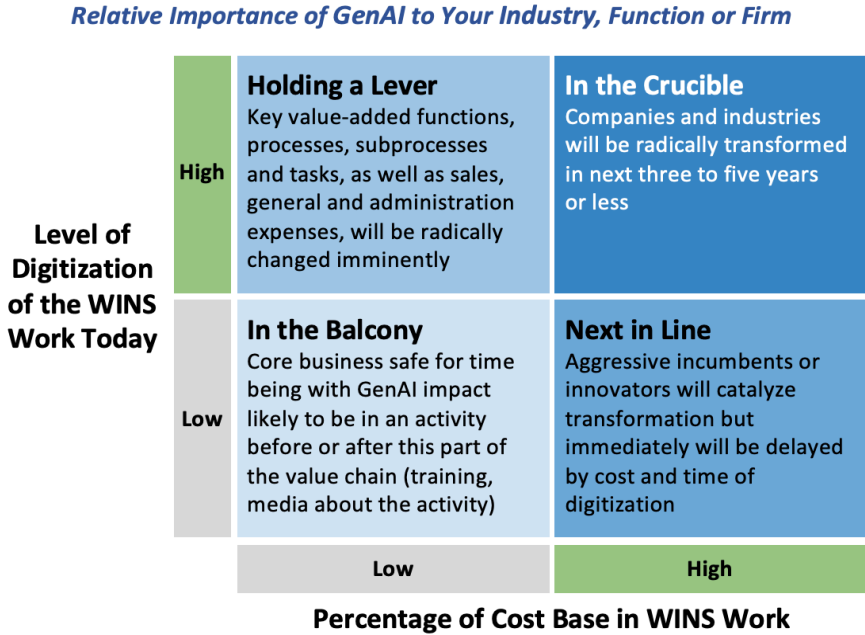 Relative Importance of GenAI to Your Industry, Function or Firm
Level of
Digitization
of the WINS
Work Today
High
Holding a Lever
Key value-added functions,
processes, subprocesses
and tasks, as well as sales,
general and administration
expenses, will be radically
changed imminently
In the Crucible
Companies and industries
will be radically transformed
in next three to five years
or less
Low
In the Balcony
Core business safe for time
being with GenAI impact
likely to be in an activity
before or after this part of
the value chain (training,
media about the activity)
Next in Line
Aggressive incumbents or
innovators will catalyze
transformation but
immediately will be delayed
by cost and time of
digitization
Low
High
Percentage of Cost Base in WINS Work